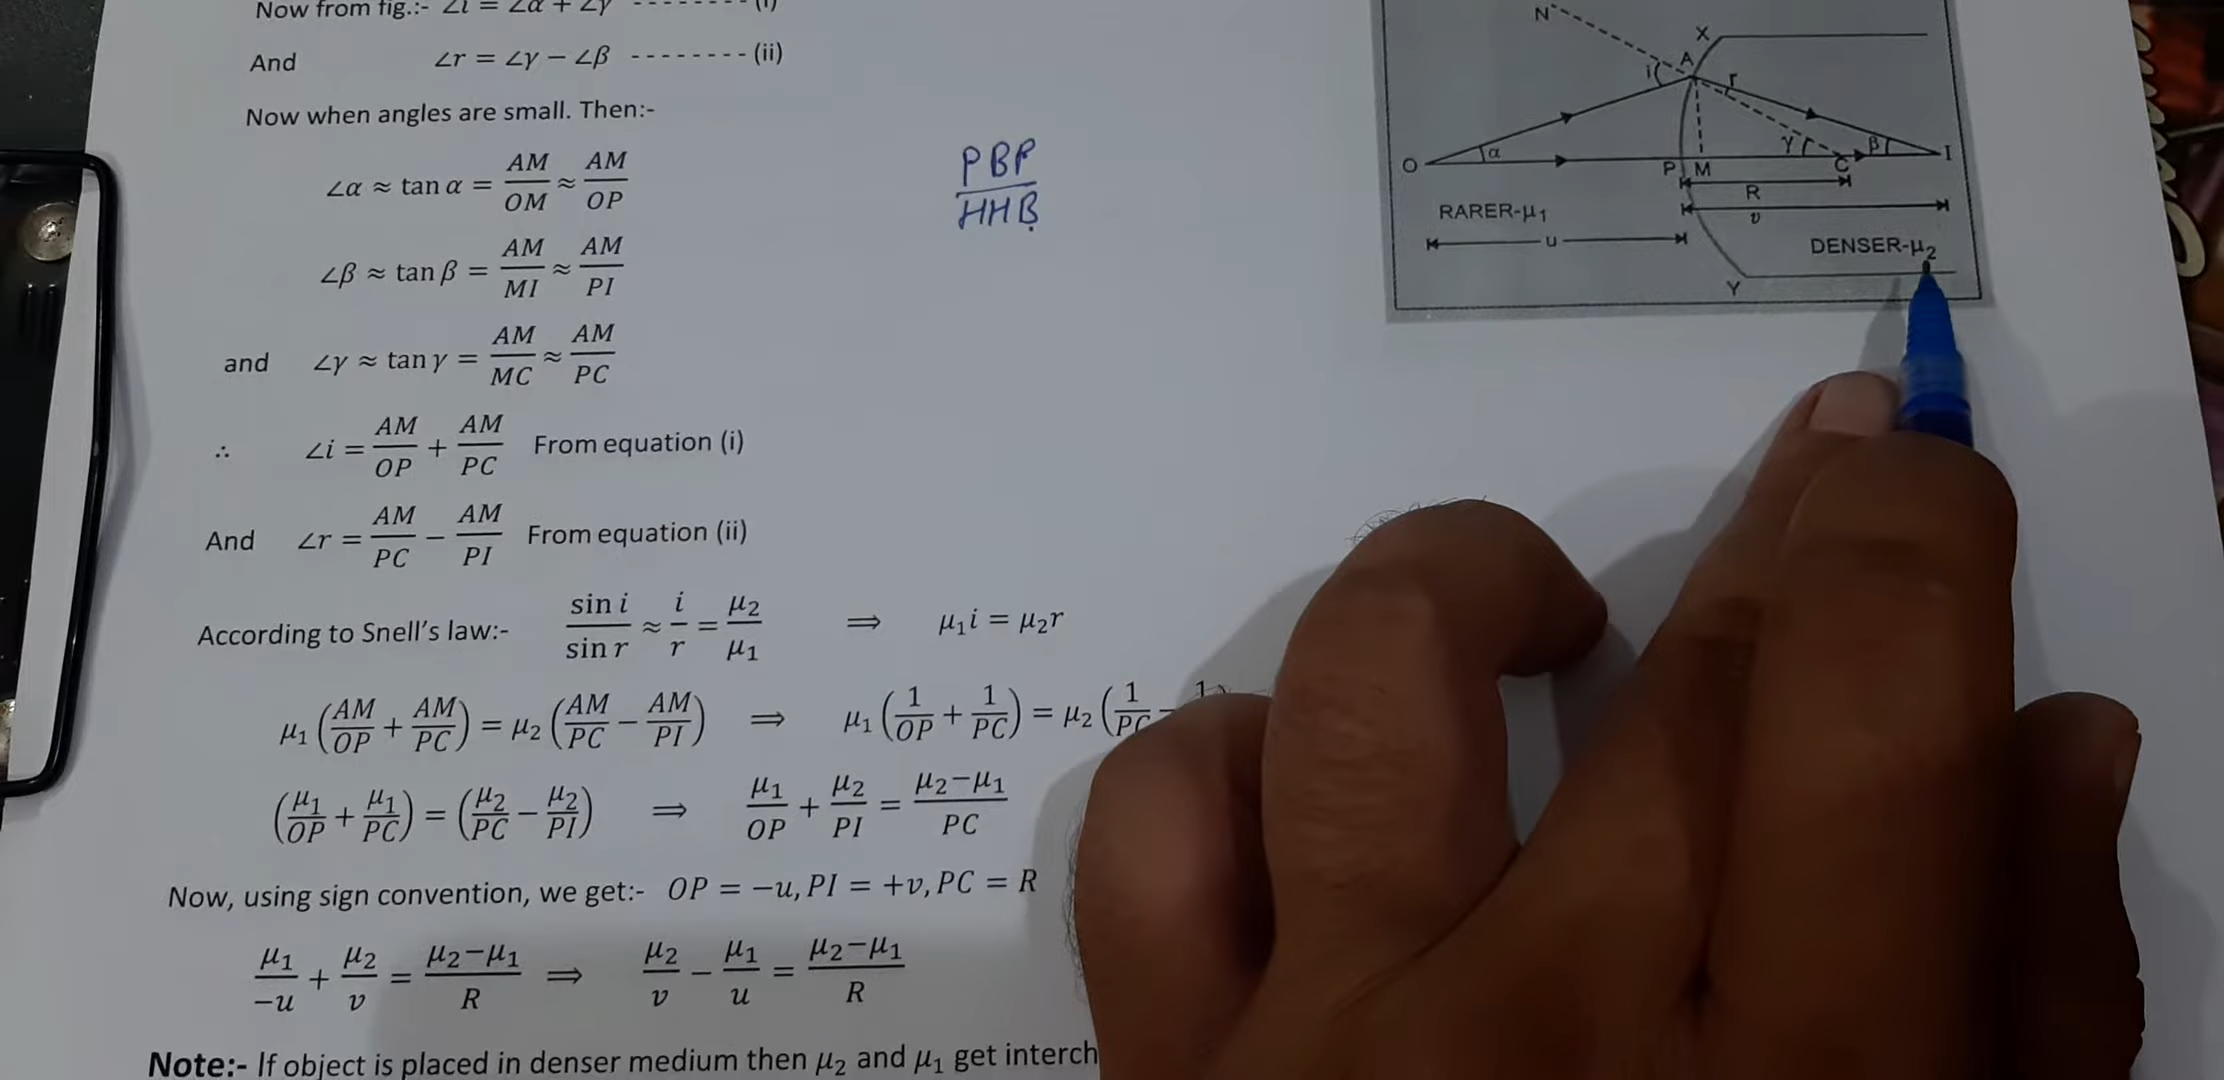 Now from fig.:- ∠i = ∠α + ∠γ --------- (i)
And ∠r = ∠γ − ∠β -------- (ii)
Now when angles are small. Then:-
∠α ≈ tan α = AM/OM ≈ AM/OP
∠β ≈ tan β = AM/MI ≈ AM/PI
and ∠γ ≈ tan γ = AM/MC ≈ AM/PC
∴ ∠i = AM/OP + AM/PC From equation (i)
And ∠r = AM/PC − AM/PI From equation (ii)
According to Snell's law:- sin i/sin r ≈ i/r = μ₂/μ₁ ⟹ μ₁i = μ₂r
μ₁(AM/OP + AM/PC) = μ₂(AM/PC − AM/PI) ⟹ μ₁(1/OP + 1/PC) = μ₂(1/PC − 1
(μ₁/OP + μ₁/PC) = (μ₂/PC − μ₂/PI) ⟹ μ₁/OP + μ₂/PI = μ₂−μ₁/PC
Now, using sign convention, we get:- OP = −u, PI = +v, PC = R
μ₁/−u + μ₂/v = μ₂−μ₁/R ⟹ μ₂/v − μ₁/u = μ₂−μ₁/R
Note:- If object is placed in denser medium then μ₂ and μ₁ get interch
PBP
HHB
N
X
A
i r
O α P M γ C β I
R
RARER-μ₁ v
u DENSER-μ₂
Y